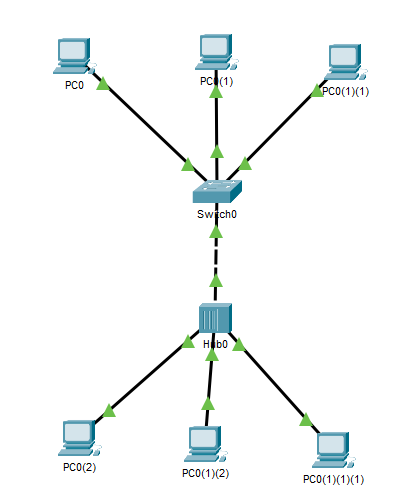 PC0
PC0(1)
PC0(1)(1)
Switch0
Hub0
PC0(2)
PC0(1)(2)
PC0(1)(1)(1)